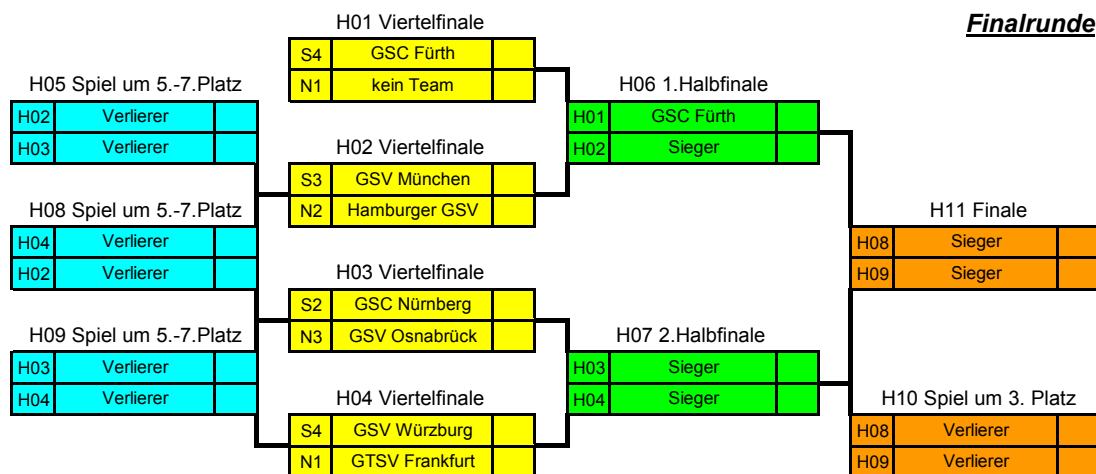 H01 Viertelfinale
Finalrunde
S4 GSC Fürth
N1 kein Team
H05 Spiel um 5.-7.Platz
H02 Verlierer
H03 Verlierer
H06 1.Halbfinale
H01 GSC Fürth
H02 Sieger
H02 Viertelfinale
S3 GSV München
N2 Hamburger GSV
H08 Spiel um 5.-7.Platz
H04 Verlierer
H02 Verlierer
H11 Finale
H08 Sieger
H09 Sieger
H03 Viertelfinale
S2 GSC Nürnberg
N3 GSV Osnabrück
H09 Spiel um 5.-7.Platz
H03 Verlierer
H04 Verlierer
H07 2.Halbfinale
H03 Sieger
H04 Sieger
H04 Viertelfinale
S4 GSV Würzburg
N1 GTSV Frankfurt
H10 Spiel um 3. Platz
H08 Verlierer
H09 Verlierer